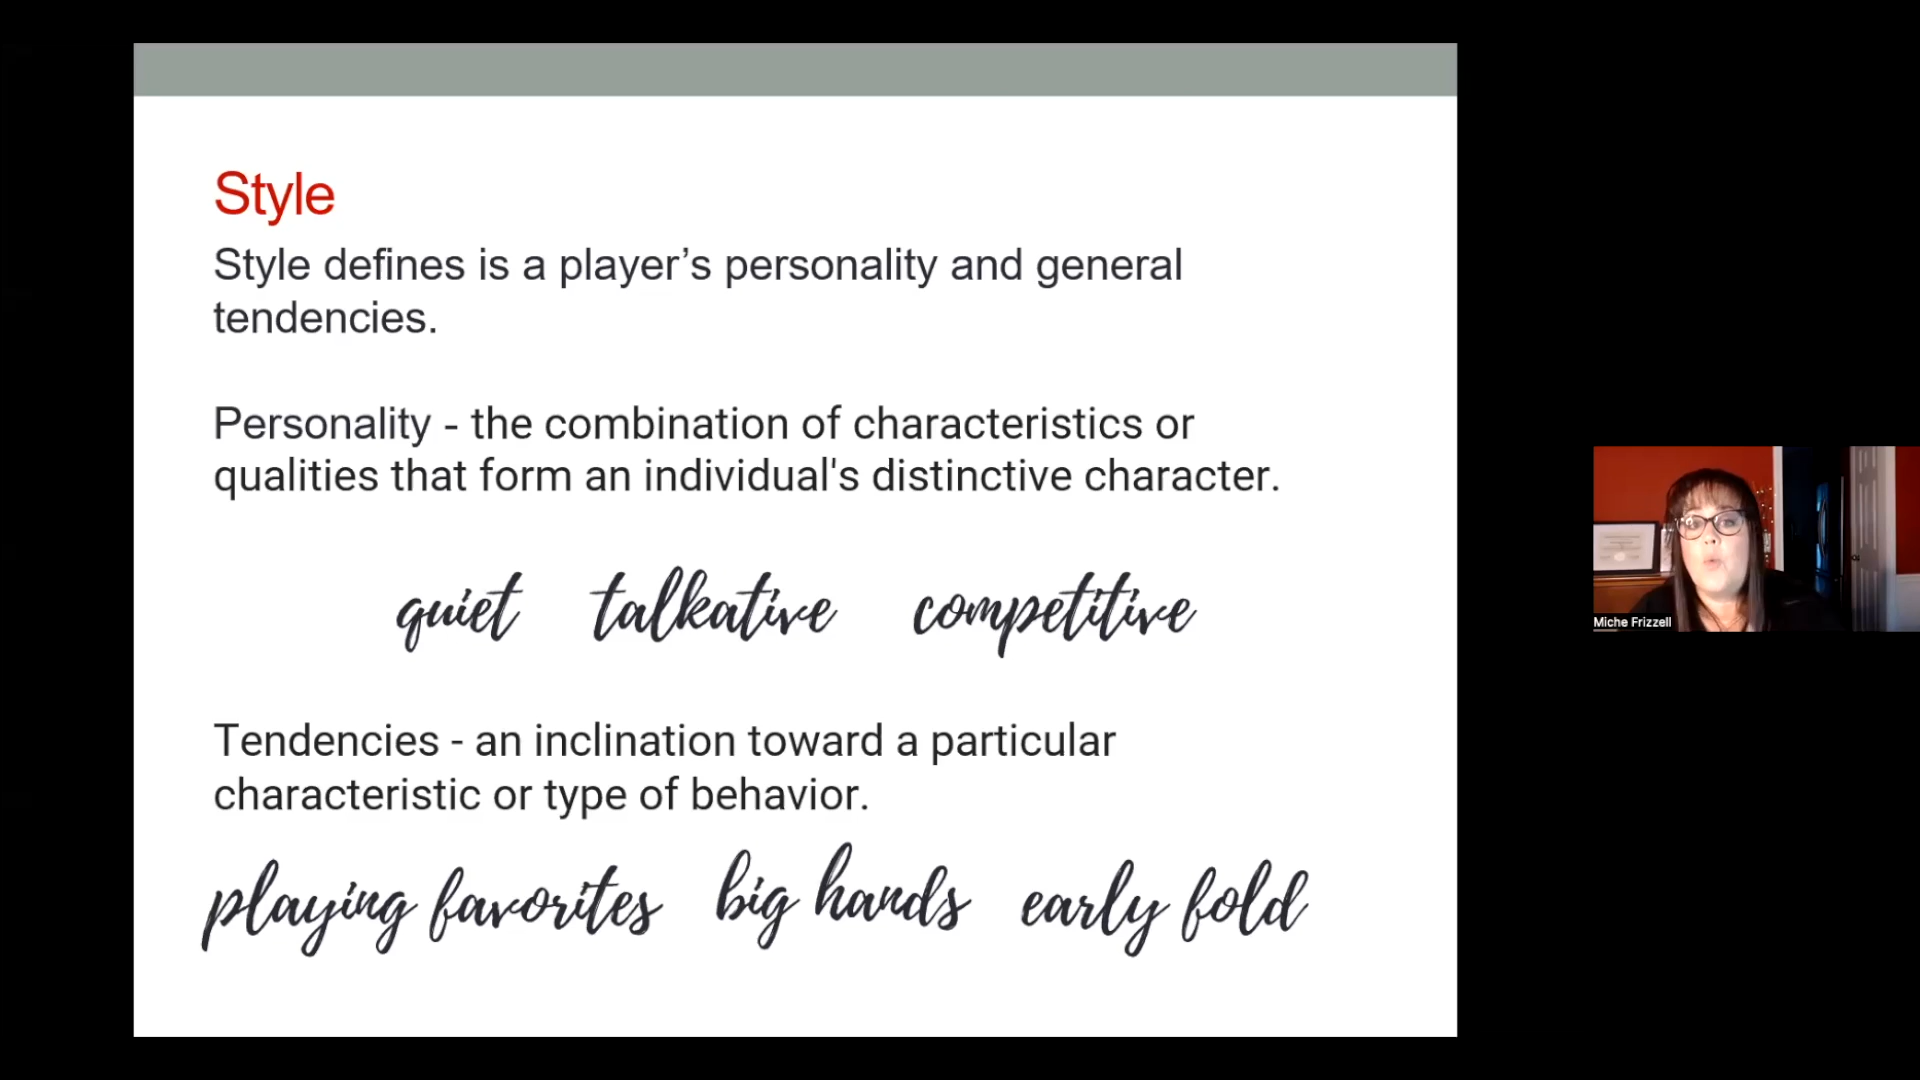 Style
Style defines is a player’s personality and general
tendencies.
Personality - the combination of characteristics or
qualities that form an individual's distinctive character.
quiet talkative competitive
Tendencies - an inclination toward a particular
characteristic or type of behavior.
playing favorites big hands early fold
Miche Frizzell